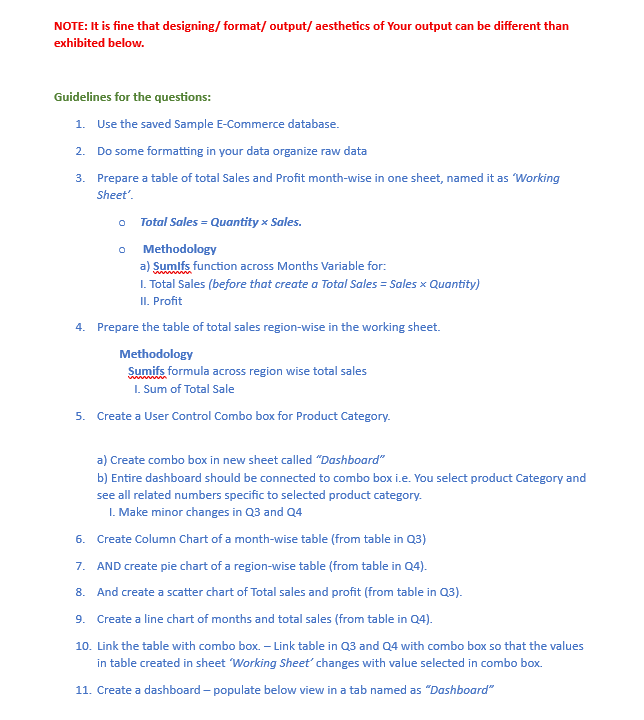 NOTE: It is fine that designing/ format/ output/ aesthetics of Your output can be different than
exhibited below.
Guidelines for the questions:
1. Use the saved Sample E-Commerce database.
2. Do some formatting in your data organize raw data
3. Prepare a table of total Sales and Profit month-wise in one sheet, named it as ‘Working
Sheet’.
o Total Sales = Quantity × Sales.
o Methodology
a) SumIfs function across Months Variable for:
I. Total Sales (before that create a Total Sales = Sales × Quantity)
II. Profit
4. Prepare the table of total sales region-wise in the working sheet.
Methodology
Sumifs formula across region wise total sales
I. Sum of Total Sale
5. Create a User Control Combo box for Product Category.
a) Create combo box in new sheet called “Dashboard”
b) Entire dashboard should be connected to combo box i.e. You select product Category and
see all related numbers specific to selected product category.
I. Make minor changes in Q3 and Q4
6. Create Column Chart of a month-wise table (from table in Q3)
7. AND create pie chart of a region-wise table (from table in Q4).
8. And create a scatter chart of Total sales and profit (from table in Q3).
9. Create a line chart of months and total sales (from table in Q4).
10. Link the table with combo box. – Link table in Q3 and Q4 with combo box so that the values
in table created in sheet ‘Working Sheet’ changes with value selected in combo box.
11. Create a dashboard – populate below view in a tab named as “Dashboard”